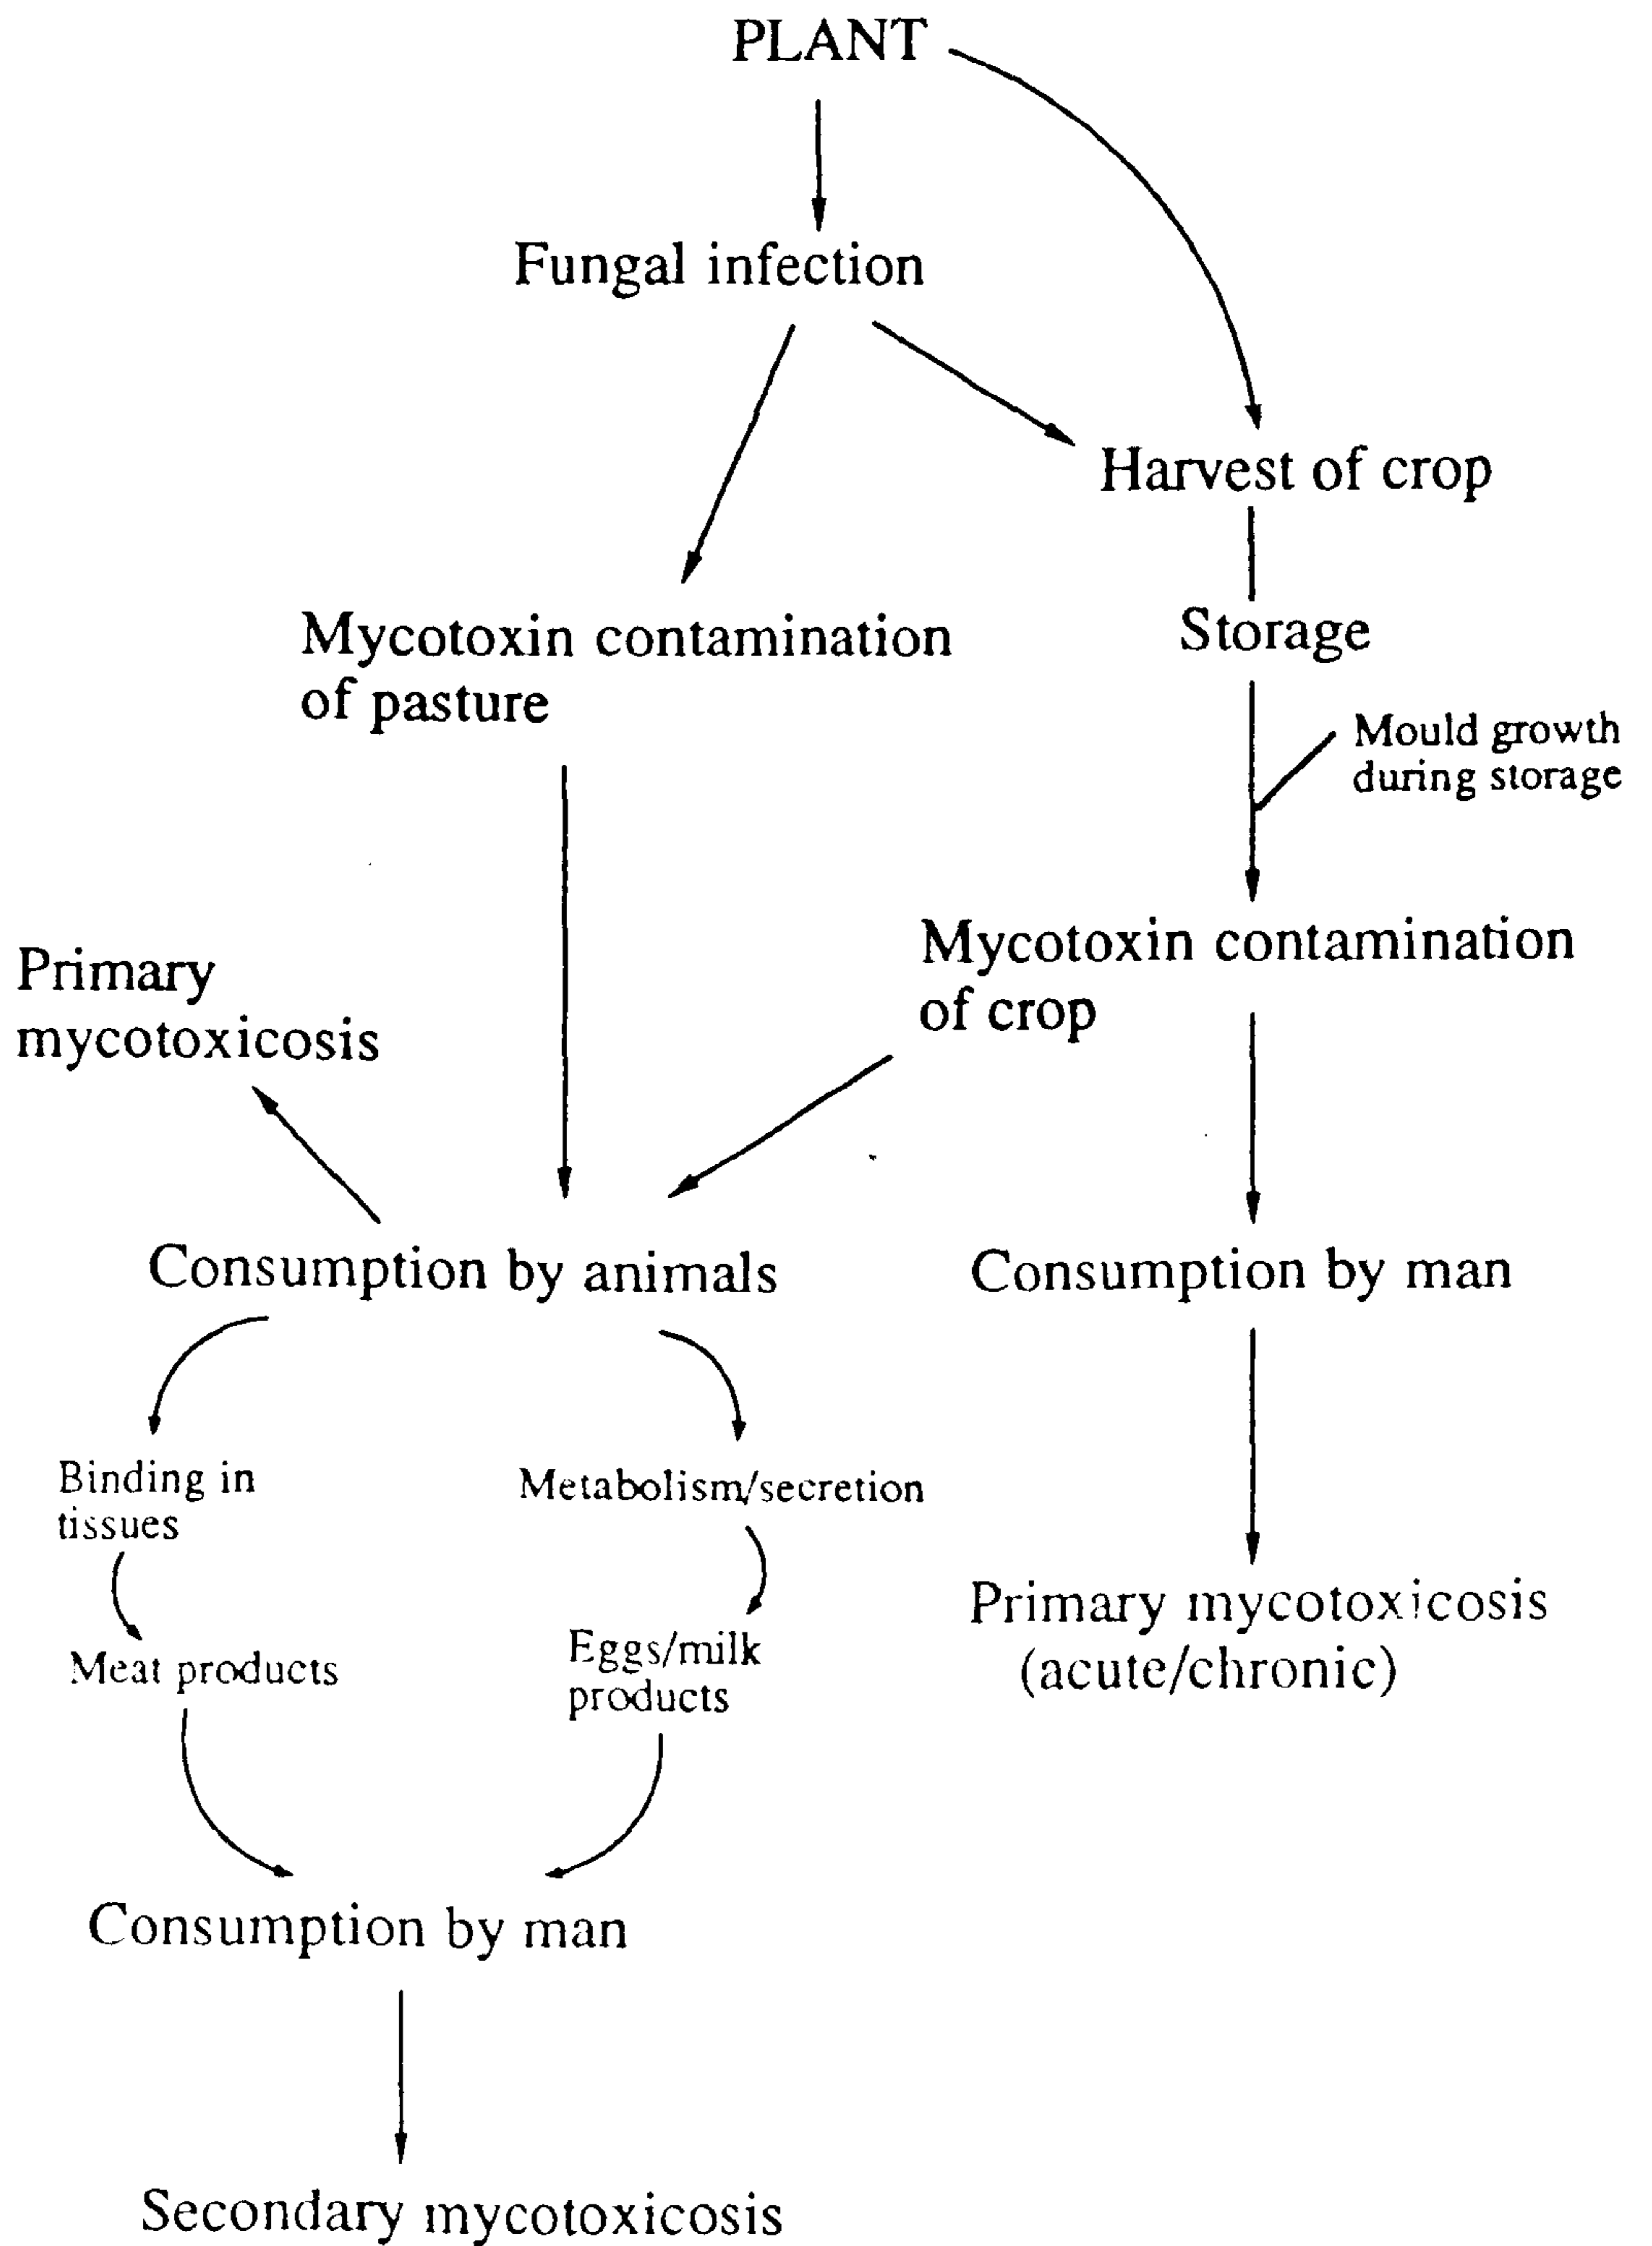 PLANT
Fungal infection
Harvest of crop
Mycotoxin contamination
of pasture
Storage
Mould growth
during storage
Mycotoxin contamination
of crop
Primary
mycotoxicosis
Consumption by animals
Consumption by man
Binding in
tissues
Metabolism/secretion
Meat products
Eggs/milk
products
Primary mycotoxicosis
(acute/chronic)
Consumption by man
Secondary mycotoxicosis